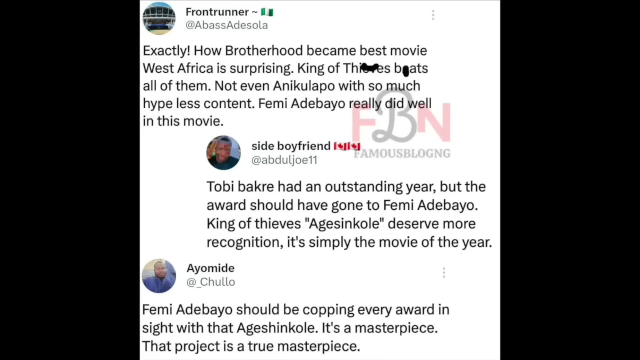 Frontrunner ~
@AbassAdesola
Exactly! How Brotherhood became best movie
West Africa is surprising. King of Thieves beats
all of them. Not even Anikulapo with so much
hype less content. Femi Adebayo really did well
in this movie.
FBN
FAMOUSBLOGNG
side boyfriend
@abduljoe11
Tobi bakre had an outstanding year, but the
award should have gone to Femi Adebayo.
King of thieves "Agesinkole" deserve more
recognition, it's simply the movie of the year.
Ayomide
@_Chullo
Femi Adebayo should be copping every award in
sight with that Ageshinkole. It's a masterpiece.
That project is a true masterpiece.